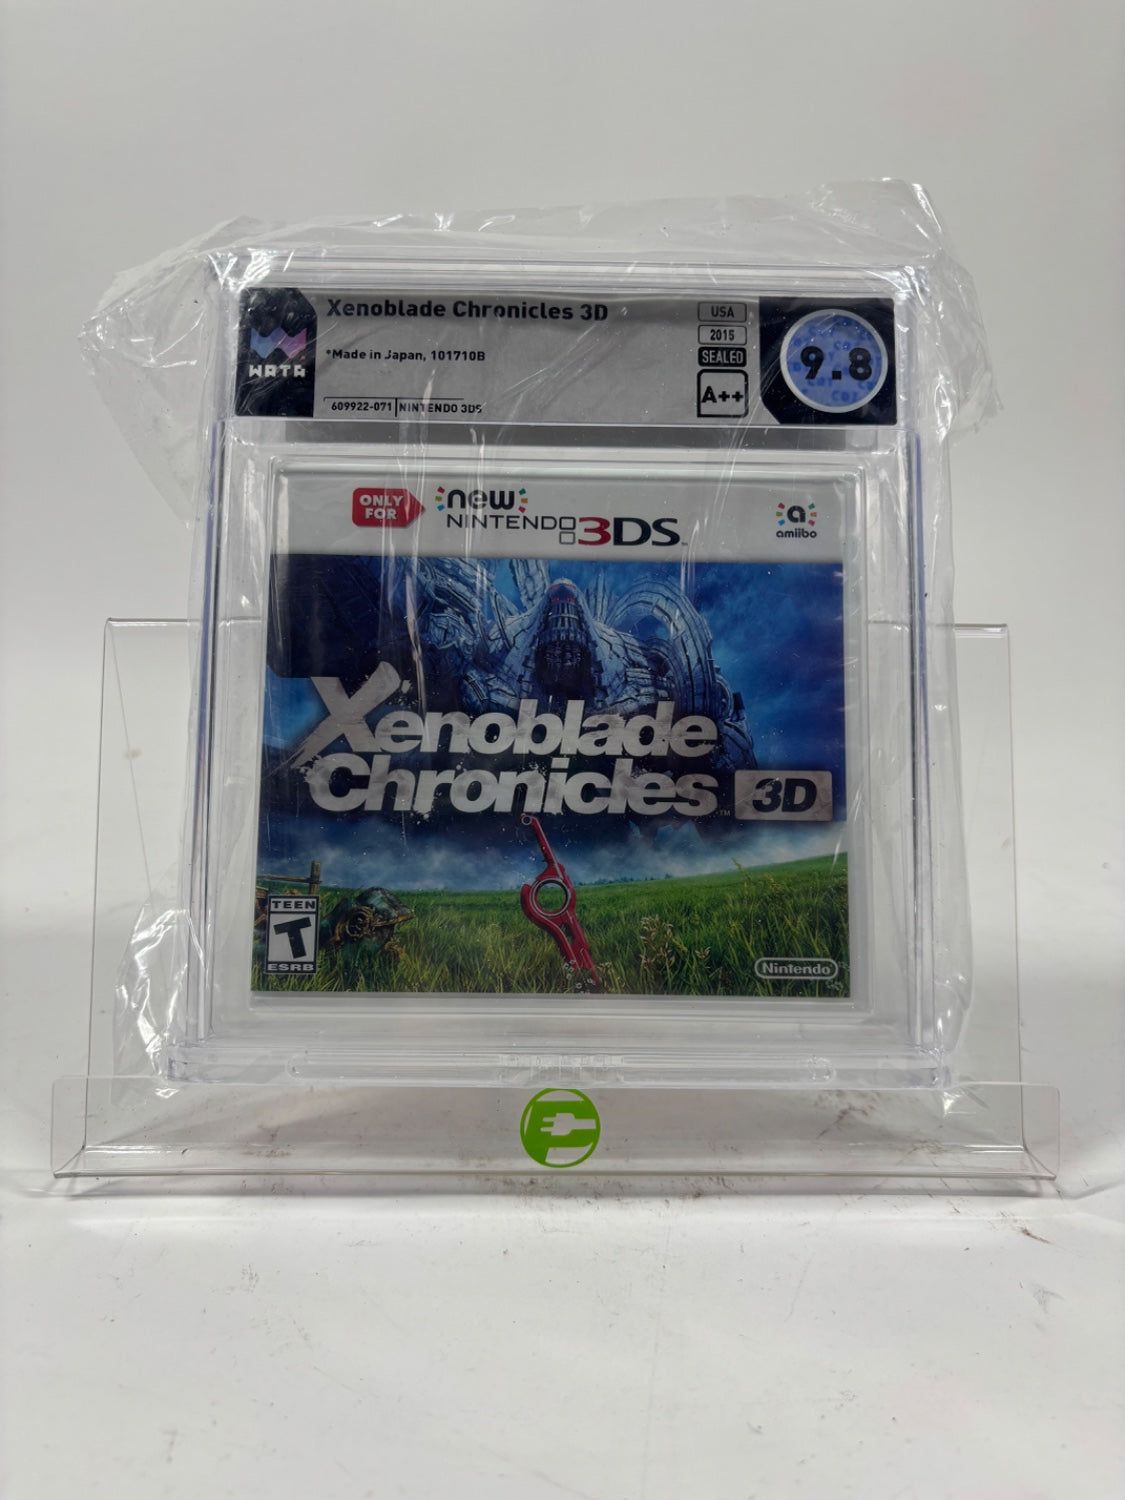 WATA
Xenoblade Chronicles 3D
*Made in Japan, 101710B
609922-071 NINTENDO 3DS
USA
2015
SEALED
A++
9.8
ONLY
FOR
new
NINTENDO 3DS
amiibo
Xenoblade
Chronicles 3D
TM
TEEN
T
ESRB
Nintendo